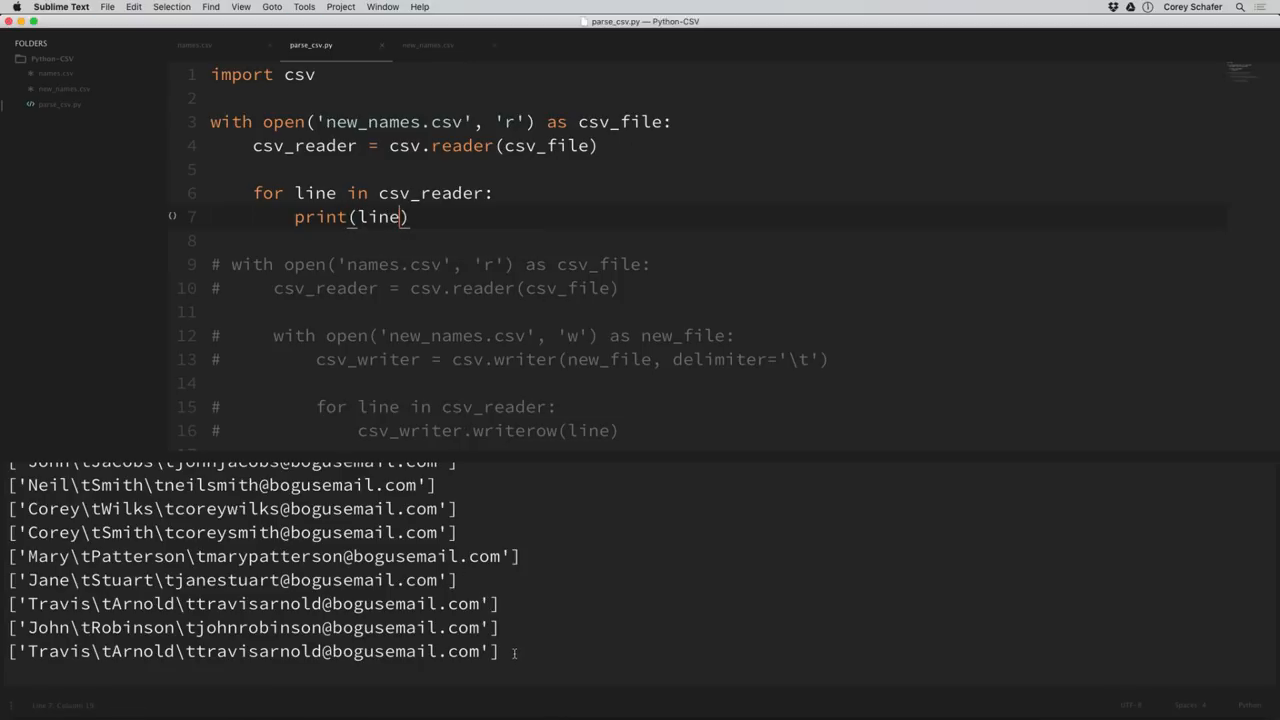 Sublime Text File Edit Selection Find View Goto Tools Project Window Help Corey Schafer
parse_csv.py — Python-CSV
FOLDERS
Python-CSV
names.csv
new_names.csv
parse_csv.py
names.csv parse_csv.py new_names.csv
1 import csv
2
3 with open('new_names.csv', 'r') as csv_file:
4 csv_reader = csv.reader(csv_file)
5
6 for line in csv_reader:
7 print(line)
8
9 # with open('names.csv', 'r') as csv_file:
10 # csv_reader = csv.reader(csv_file)
11
12 # with open('new_names.csv', 'w') as new_file:
13 # csv_writer = csv.writer(new_file, delimiter='\t')
14
15 # for line in csv_reader:
16 # csv_writer.writerow(line)
['John\tJacobs\tjohnjacobs@bogusemail.com']
['Neil\tSmith\tneilsmith@bogusemail.com']
['Corey\tWilks\tcoreywilks@bogusemail.com']
['Corey\tSmith\tcoreysmith@bogusemail.com']
['Mary\tPatterson\tmarypatterson@bogusemail.com']
['Jane\tStuart\tjanestuart@bogusemail.com']
['Travis\tArnold\ttravisarnold@bogusemail.com']
['John\tRobinson\tjohnrobinson@bogusemail.com']
['Travis\tArnold\ttravisarnold@bogusemail.com']
UTF-8 Spaces: 4 Python